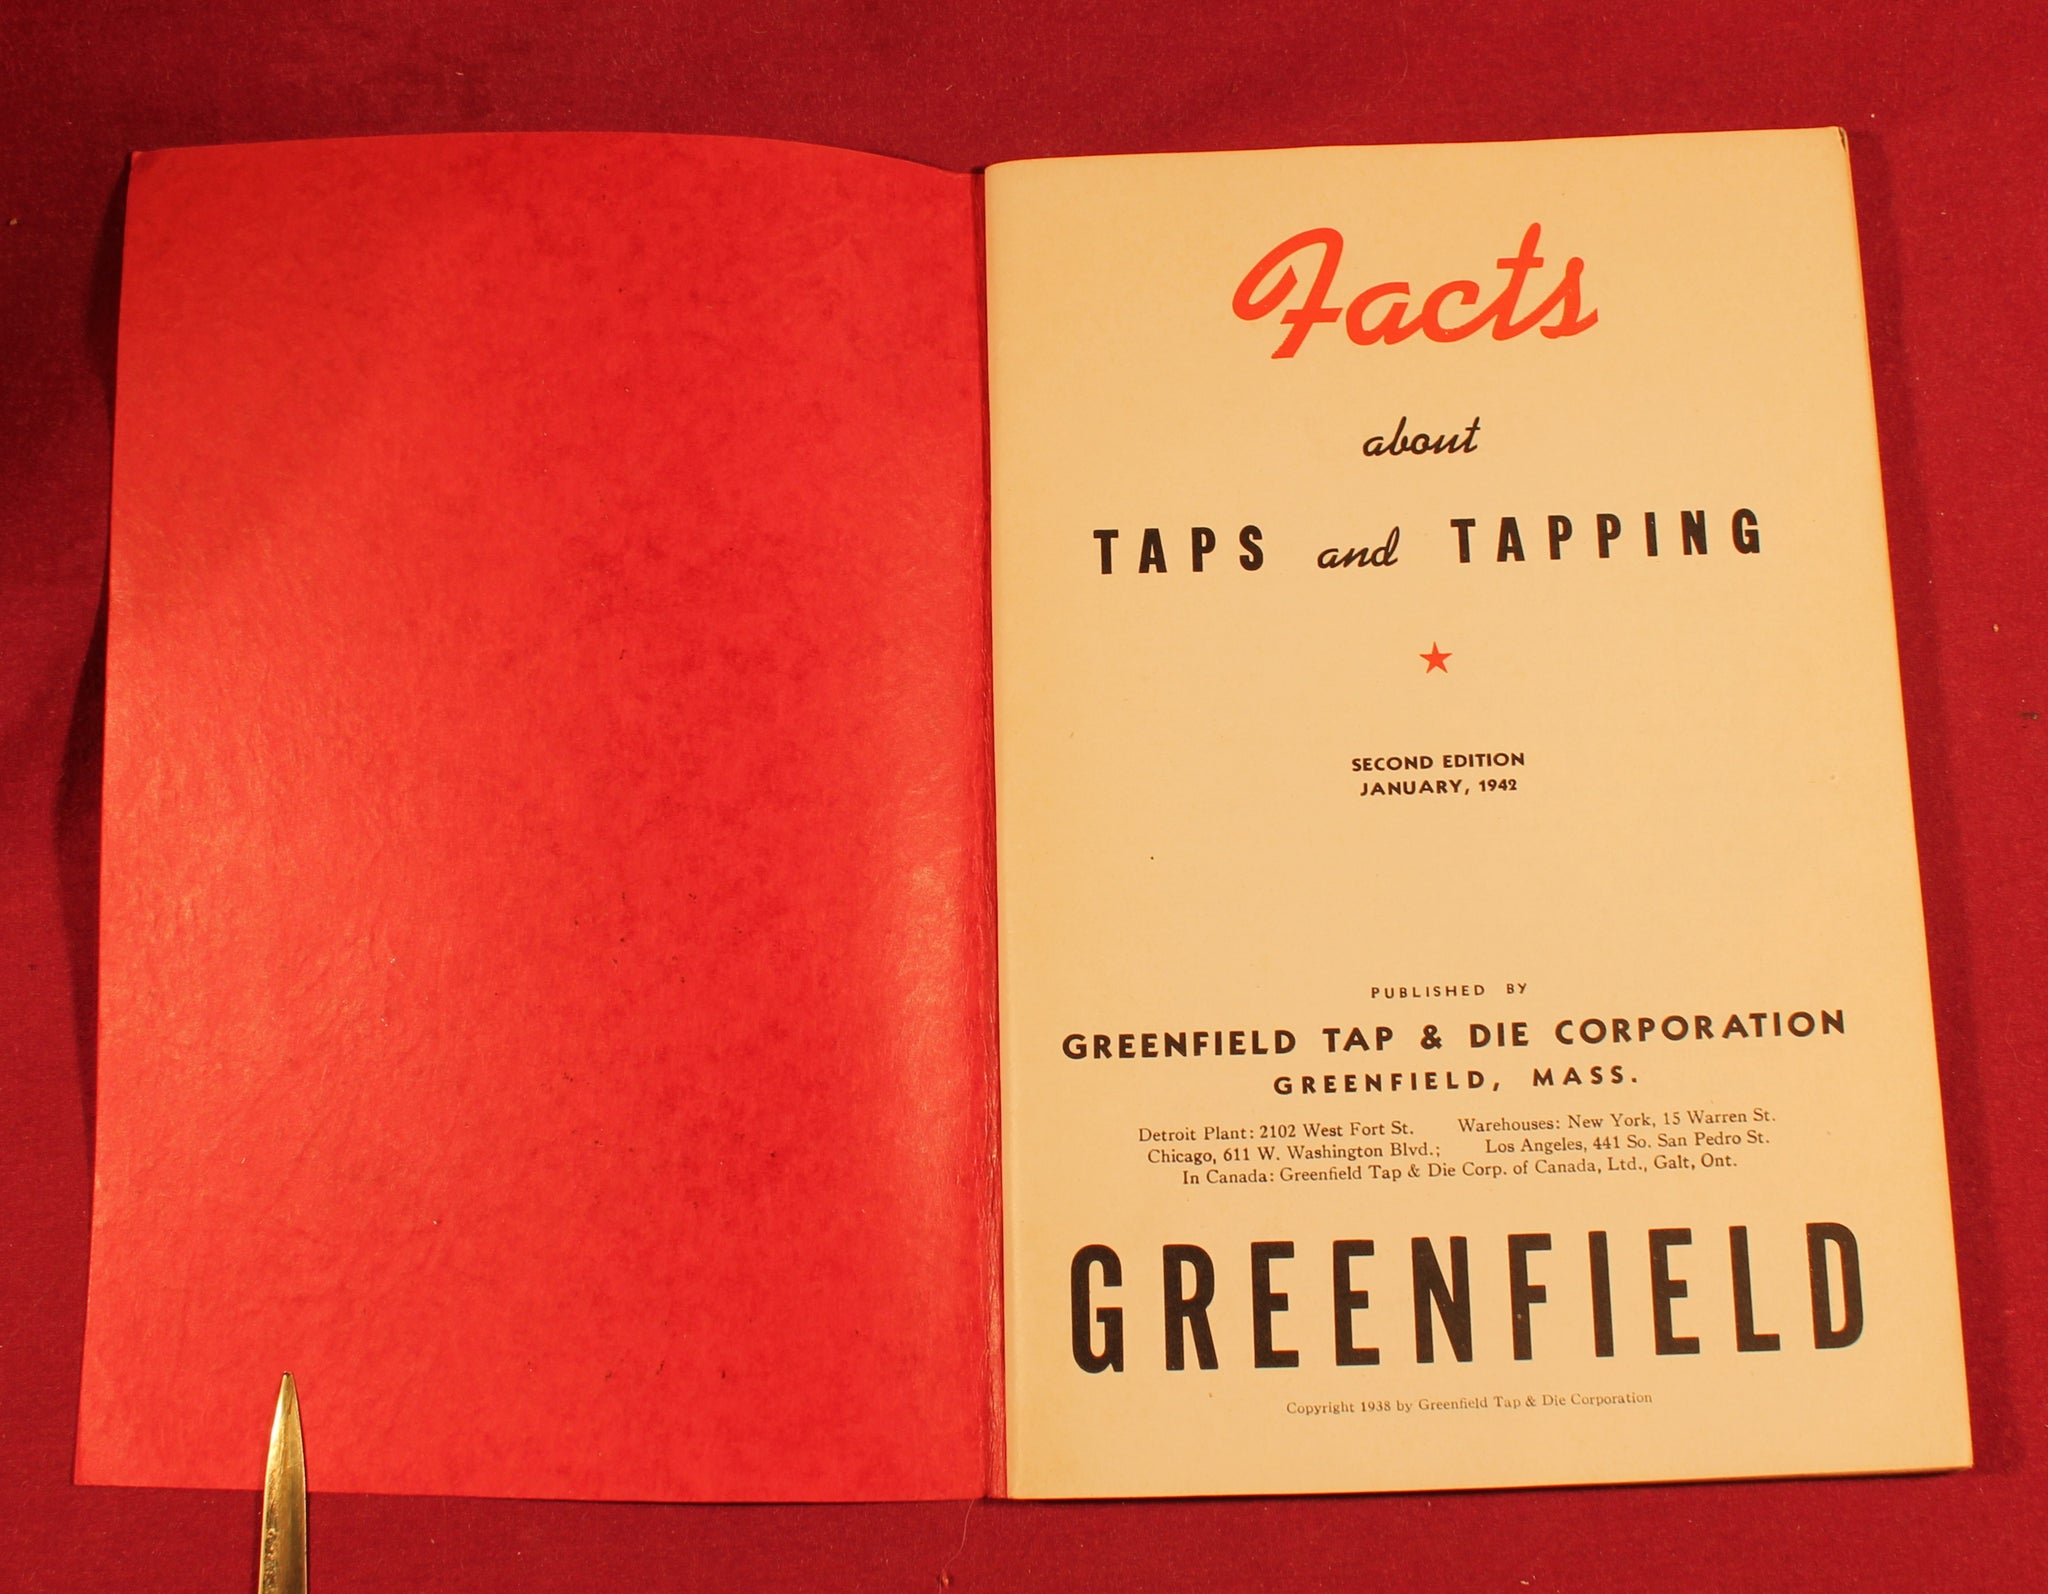 Facts
about
TAPS and TAPPING
SECOND EDITION
JANUARY, 1942
PUBLISHED BY
GREENFIELD TAP & DIE CORPORATION
GREENFIELD, MASS.
Detroit Plant: 2102 West Fort St. Warehouses: New York, 15 Warren St.
Chicago, 611 W. Washington Blvd.; Los Angeles, 441 So. San Pedro St.
In Canada: Greenfield Tap & Die Corp. of Canada, Ltd., Galt, Ont.
GREENFIELD
Copyright 1938 by Greenfield Tap & Die Corporation